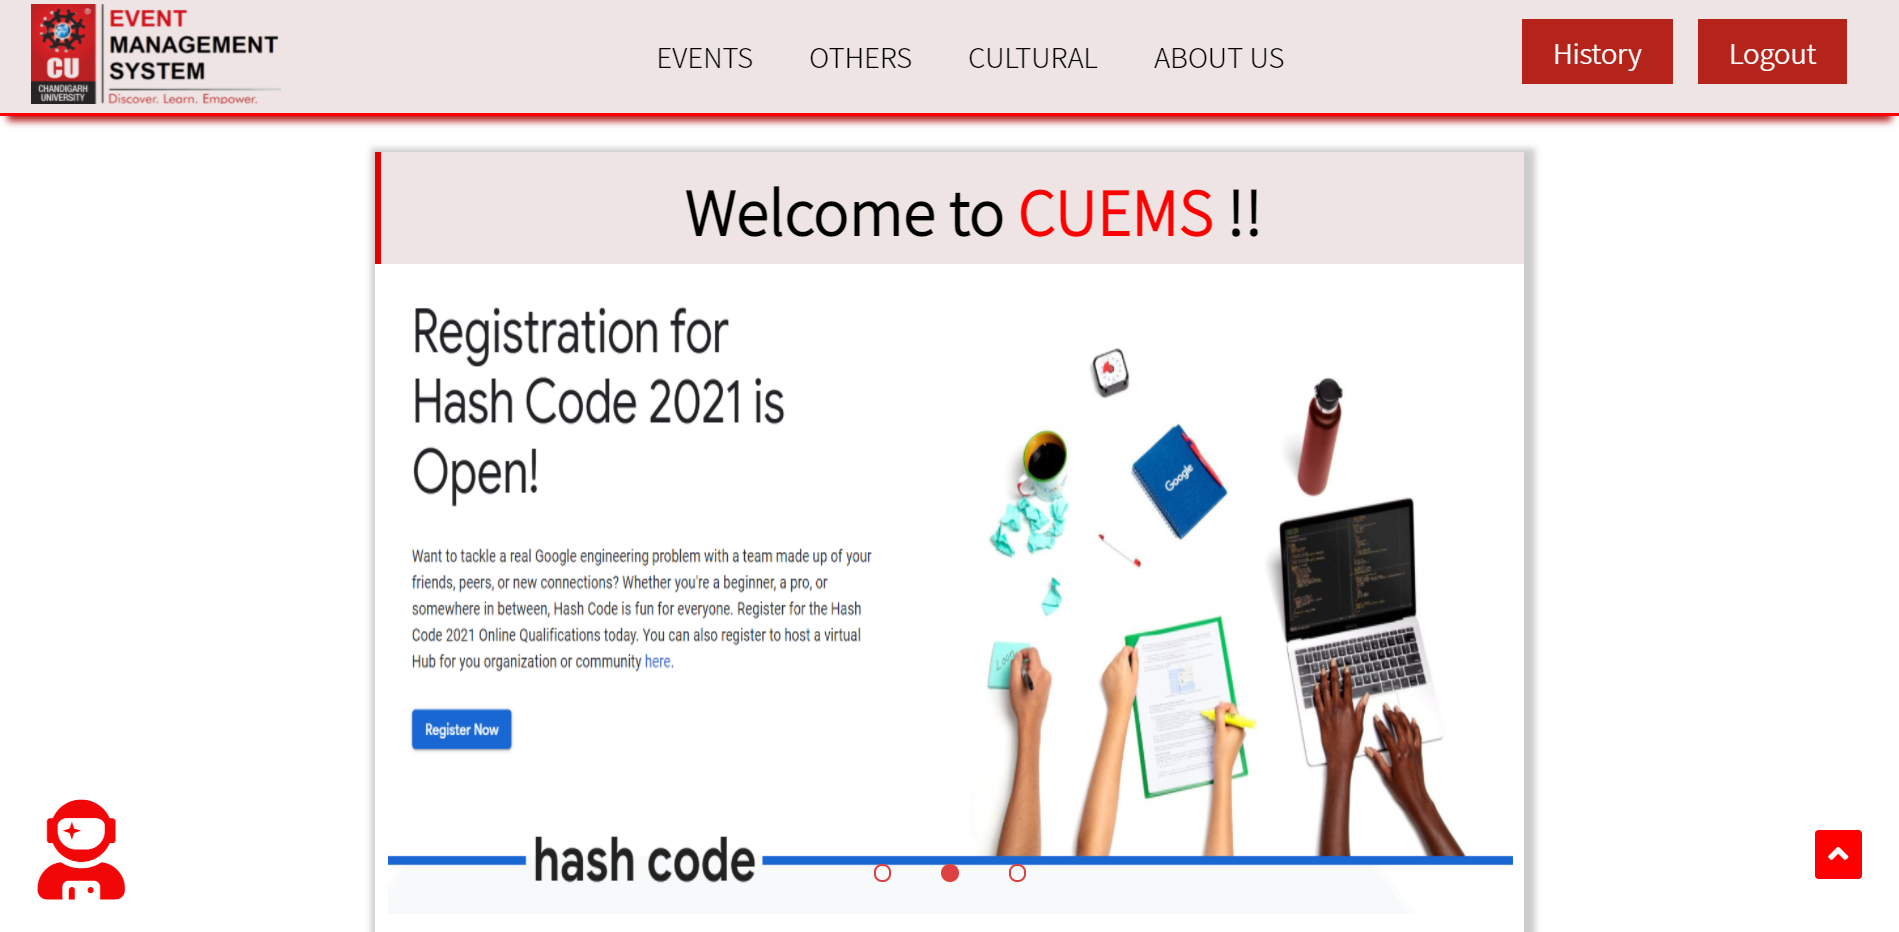 EVENT
MANAGEMENT
SYSTEM
CU
CHANDIGARH
UNIVERSITY
Discover. Learn. Empower.
EVENTS
OTHERS
CULTURAL
ABOUT US
History
Logout
Welcome to CUEMS !!
Registration for
Hash Code 2021 is
Open!
Want to tackle a real Google engineering problem with a team made up of your
friends, peers, or new connections? Whether you're a beginner, a pro, or
somewhere in between, Hash Code is fun for everyone. Register for the Hash
Code 2021 Online Qualifications today. You can also register to host a virtual
Hub for you organization or community here.
Register Now
Google
hash code